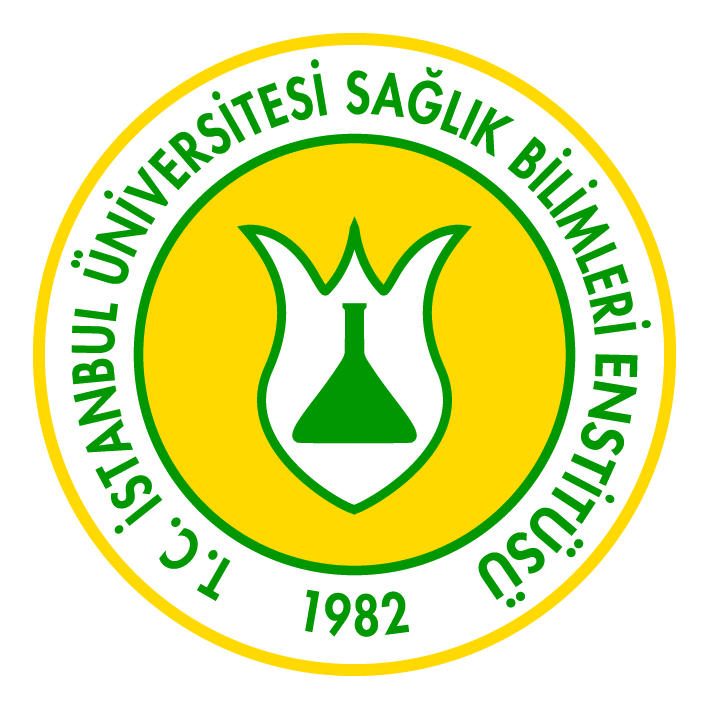 T.C. İSTANBUL ÜNİVERSİTESİ SAĞLIK BİLİMLERİ ENSTİTÜSÜ
1982